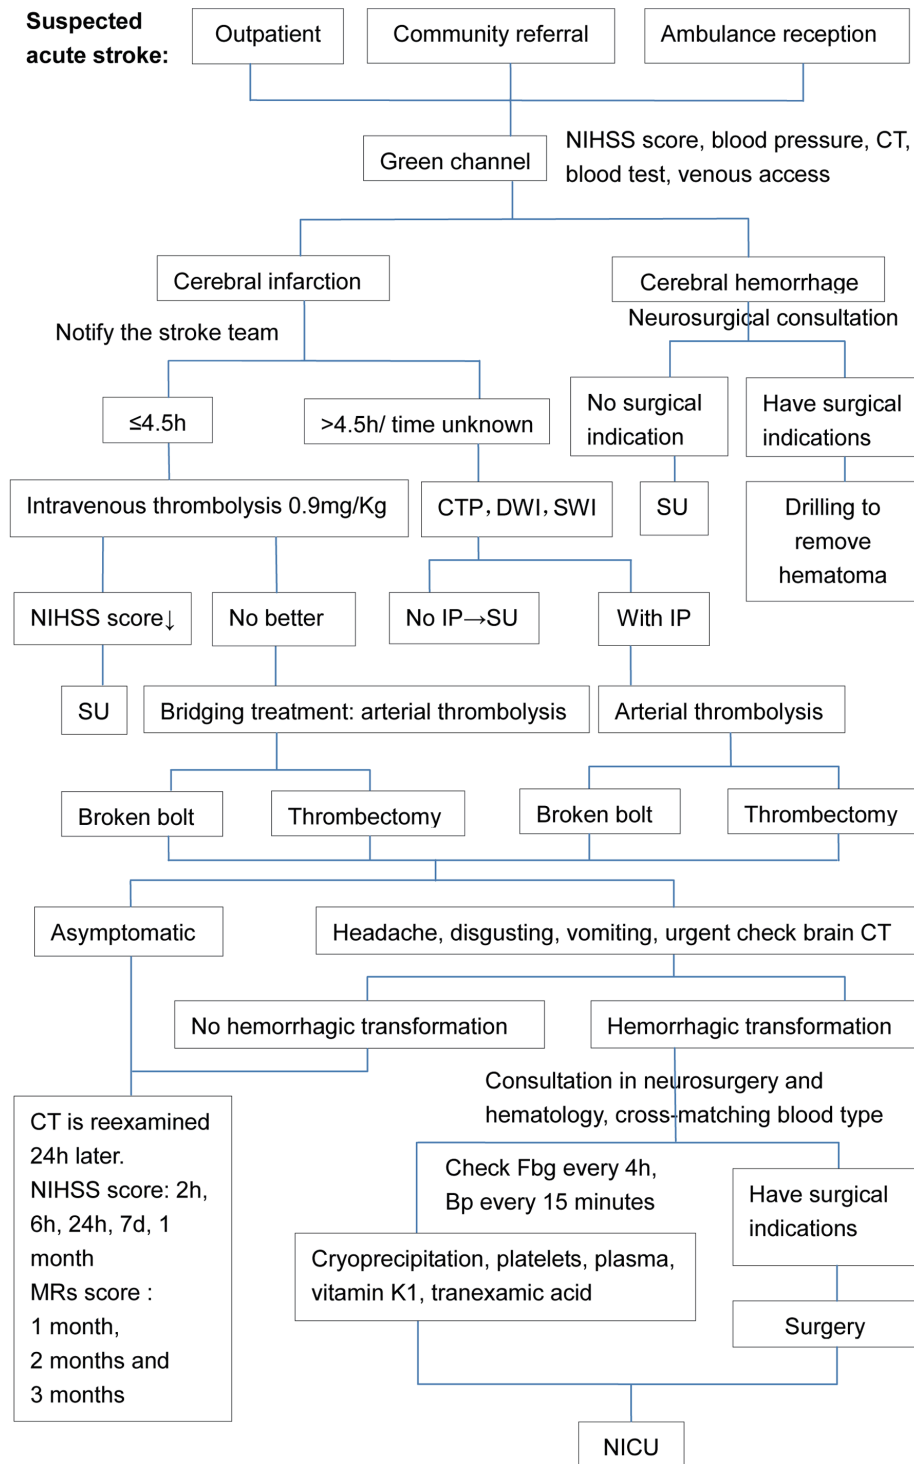 Suspected
acute stroke:
Outpatient
Community referral
Ambulance reception
Green channel
NIHSS score, blood pressure, CT,
blood test, venous access
Cerebral infarction
Cerebral hemorrhage
Notify the stroke team
Neurosurgical consultation
≤4.5h
>4.5h/ time unknown
No surgical
indication
Have surgical
indications
Intravenous thrombolysis 0.9mg/Kg
CTP, DWI, SWI
SU
Drilling to
remove
hematoma
NIHSS score↓
No better
No IP→SU
With IP
SU
Bridging treatment: arterial thrombolysis
Arterial thrombolysis
Broken bolt
Thrombectomy
Broken bolt
Thrombectomy
Asymptomatic
Headache, disgusting, vomiting, urgent check brain CT
No hemorrhagic transformation
Hemorrhagic transformation
Consultation in neurosurgery and
hematology, cross-matching blood type
CT is reexamined
24h later.
NIHSS score: 2h,
6h, 24h, 7d, 1
month
MRs score :
1 month,
2 months and
3 months
Check Fbg every 4h,
Bp every 15 minutes
Have surgical
indications
Cryoprecipitation, platelets, plasma,
vitamin K1, tranexamic acid
Surgery
NICU